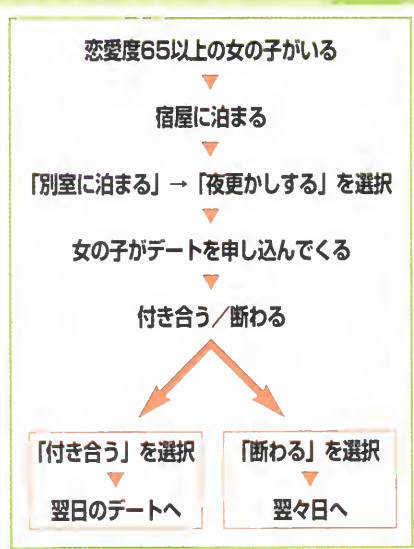 恋愛度65以上の女の子がいる
▼
宿屋に泊まる
▼
「別室に泊まる」→「夜更かしする」を選択
▼
女の子がデートを申し込んでくる
▼
付き合う/断わる
「付き合う」を選択
▼
翌日のデートへ
「断わる」を選択
▼
翌々日へ